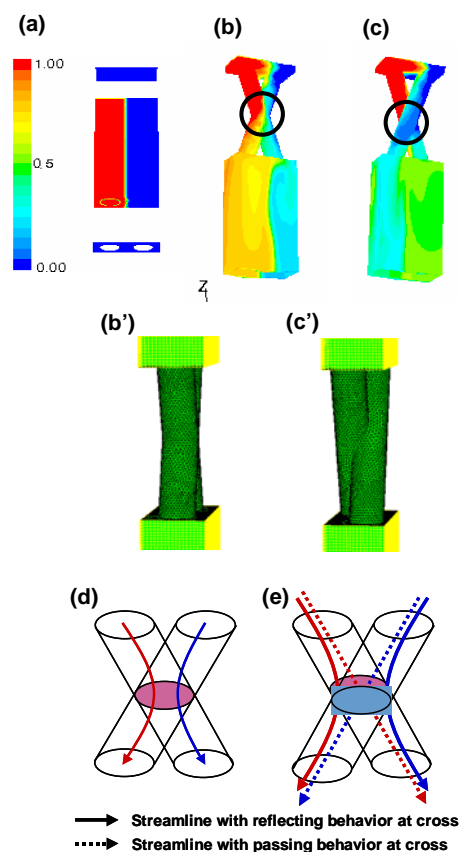 (a)
(b)
(c)
1.00
0.5
0.00
Z
(b')
(c')
(d)
(e)
Streamline with reflecting behavior at cross
Streamline with passing behavior at cross